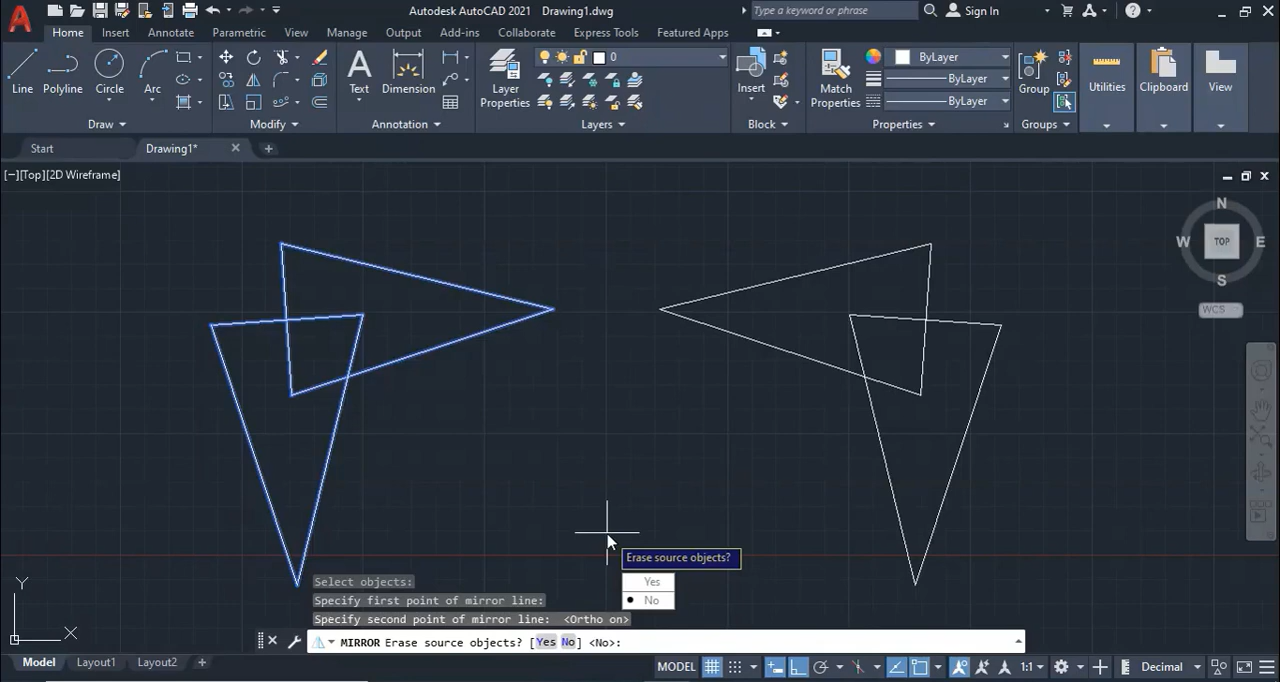 Autodesk AutoCAD 2021 Drawing1.dwg
Type a keyword or phrase
Sign In
Home Insert Annotate Parametric View Manage Output Add-ins Collaborate Express Tools Featured Apps
Line Polyline Circle Arc
Draw
Modify
Text Dimension
Annotation
Layer
Properties
0
Layers
Insert
Block
Match
Properties
ByLayer
ByLayer
ByLayer
Properties
Group
Groups
Utilities
Clipboard
View
Start Drawing1*
[−][Top][2D Wireframe]
N
W TOP E
S
WCS
Erase source objects?
Yes
No
Y
X
Select objects:
Specify first point of mirror line:
Specify second point of mirror line: <Ortho on>
MIRROR Erase source objects? [Yes No] <No>:
Model Layout1 Layout2
MODEL 1:1 Decimal